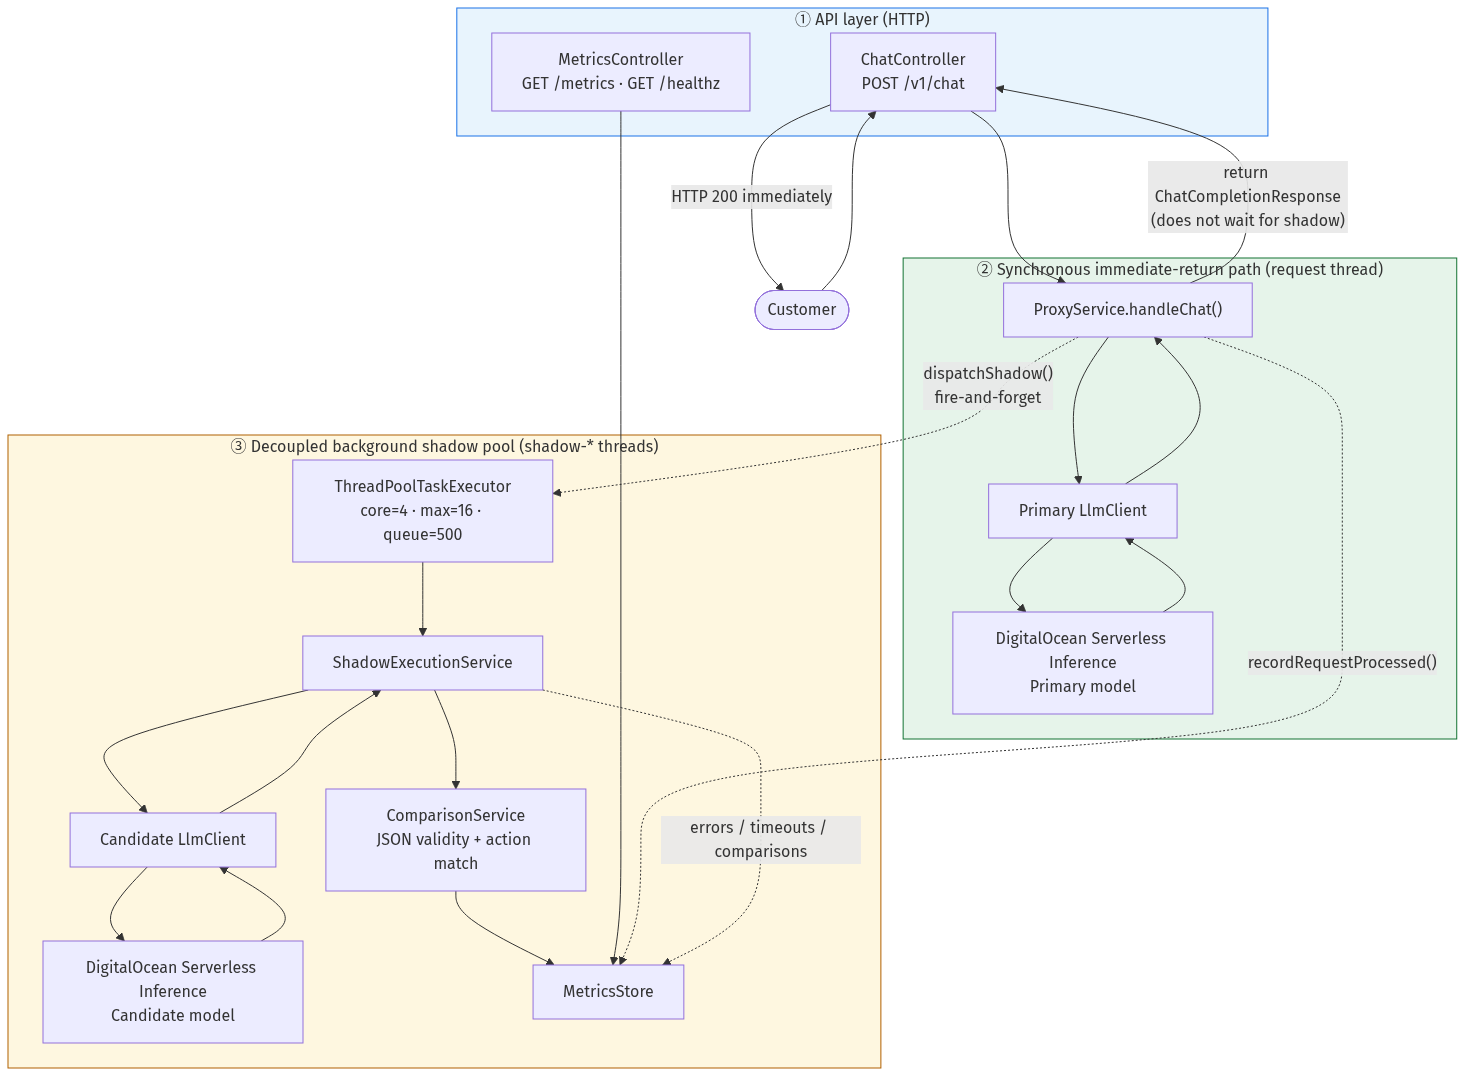 ① API layer (HTTP)
MetricsController
GET /metrics · GET /healthz
ChatController
POST /v1/chat
HTTP 200 immediately
return
ChatCompletionResponse
(does not wait for shadow)
Customer
② Synchronous immediate-return path (request thread)
ProxyService.handleChat()
dispatchShadow()
fire-and-forget
Primary LlmClient
DigitalOcean Serverless
Inference
Primary model
recordRequestProcessed()
③ Decoupled background shadow pool (shadow-* threads)
ThreadPoolTaskExecutor
core=4 · max=16 ·
queue=500
ShadowExecutionService
Candidate LlmClient
ComparisonService
JSON validity + action
match
errors / timeouts /
comparisons
DigitalOcean Serverless
Inference
Candidate model
MetricsStore